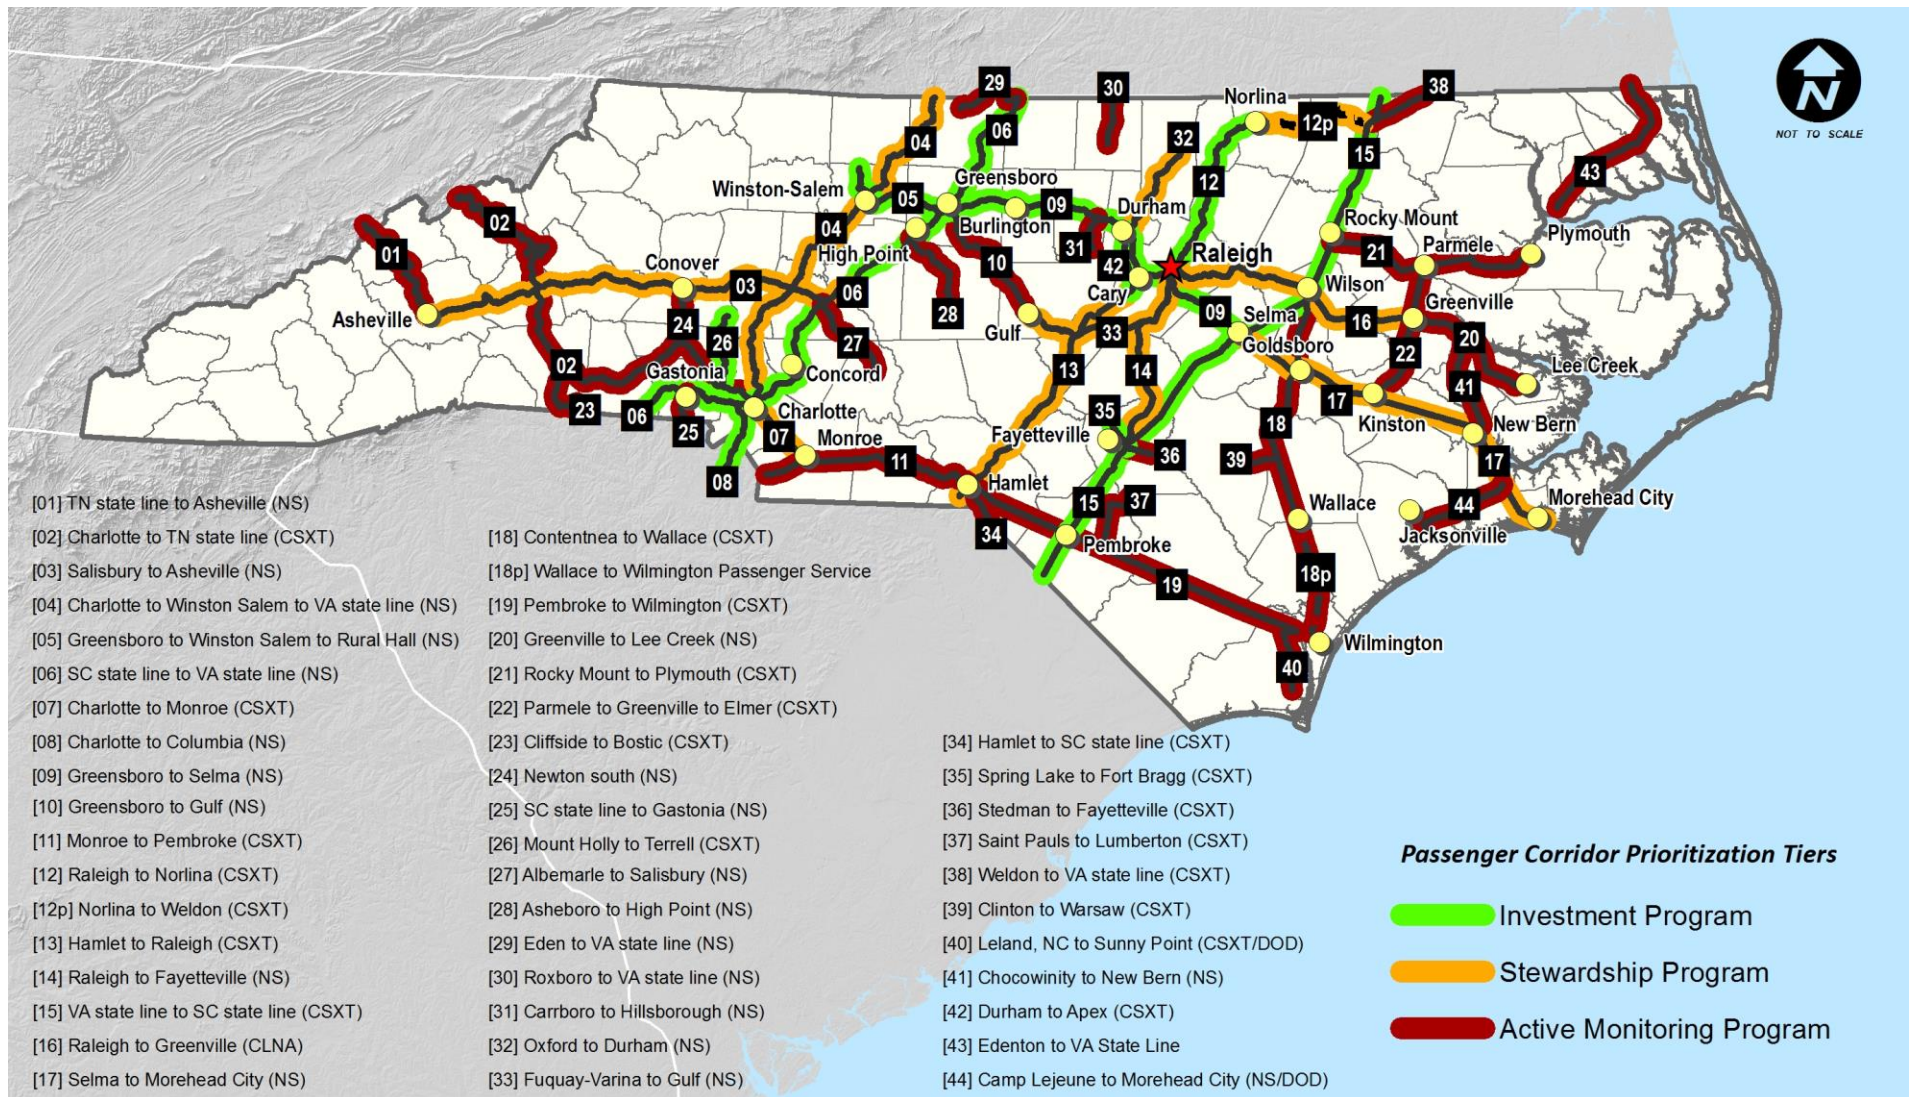 29
30
38
Norlina
N
NOT TO SCALE
04
06
32
12p
15
43
Winston-Salem
Greensboro
12
02
05
09
Durham
Rocky Mount
Plymouth
01
04
Burlington
31
21
Parmele
High Point
10
42
Raleigh
Conover
03
06
Cary
Wilson
Asheville
28
Gulf
09
Selma
Greenville
24
26
27
33
16
20
Goldsboro
22
02
Gastonia
Concord
13
14
Lee Creek
41
23
06
25
Charlotte
35
18
17
Kinston
07
Monroe
Fayetteville
New Bern
11
36
39
17
08
Hamlet
15
37
Wallace
44
Morehead City
34
Pembroke
Jacksonville
19
18p
Wilmington
40
[01] TN state line to Asheville (NS)
[02] Charlotte to TN state line (CSXT)
[03] Salisbury to Asheville (NS)
[04] Charlotte to Winston Salem to VA state line (NS)
[05] Greensboro to Winston Salem to Rural Hall (NS)
[06] SC state line to VA state line (NS)
[07] Charlotte to Monroe (CSXT)
[08] Charlotte to Columbia (NS)
[09] Greensboro to Selma (NS)
[10] Greensboro to Gulf (NS)
[11] Monroe to Pembroke (CSXT)
[12] Raleigh to Norlina (CSXT)
[12p] Norlina to Weldon (CSXT)
[13] Hamlet to Raleigh (CSXT)
[14] Raleigh to Fayetteville (NS)
[15] VA state line to SC state line (CSXT)
[16] Raleigh to Greenville (CLNA)
[17] Selma to Morehead City (NS)
[18] Contentnea to Wallace (CSXT)
[18p] Wallace to Wilmington Passenger Service
[19] Pembroke to Wilmington (CSXT)
[20] Greenville to Lee Creek (NS)
[21] Rocky Mount to Plymouth (CSXT)
[22] Parmele to Greenville to Elmer (CSXT)
[23] Cliffside to Bostic (CSXT)
[24] Newton south (NS)
[25] SC state line to Gastonia (NS)
[26] Mount Holly to Terrell (CSXT)
[27] Albemarle to Salisbury (NS)
[28] Asheboro to High Point (NS)
[29] Eden to VA state line (NS)
[30] Roxboro to VA state line (NS)
[31] Carrboro to Hillsborough (NS)
[32] Oxford to Durham (NS)
[33] Fuquay-Varina to Gulf (NS)
[34] Hamlet to SC state line (CSXT)
[35] Spring Lake to Fort Bragg (CSXT)
[36] Stedman to Fayetteville (CSXT)
[37] Saint Pauls to Lumberton (CSXT)
[38] Weldon to VA state line (CSXT)
[39] Clinton to Warsaw (CSXT)
[40] Leland, NC to Sunny Point (CSXT/DOD)
[41] Chocowinity to New Bern (NS)
[42] Durham to Apex (CSXT)
[43] Edenton to VA State Line
[44] Camp Lejeune to Morehead City (NS/DOD)
Passenger Corridor Prioritization Tiers
Investment Program
Stewardship Program
Active Monitoring Program